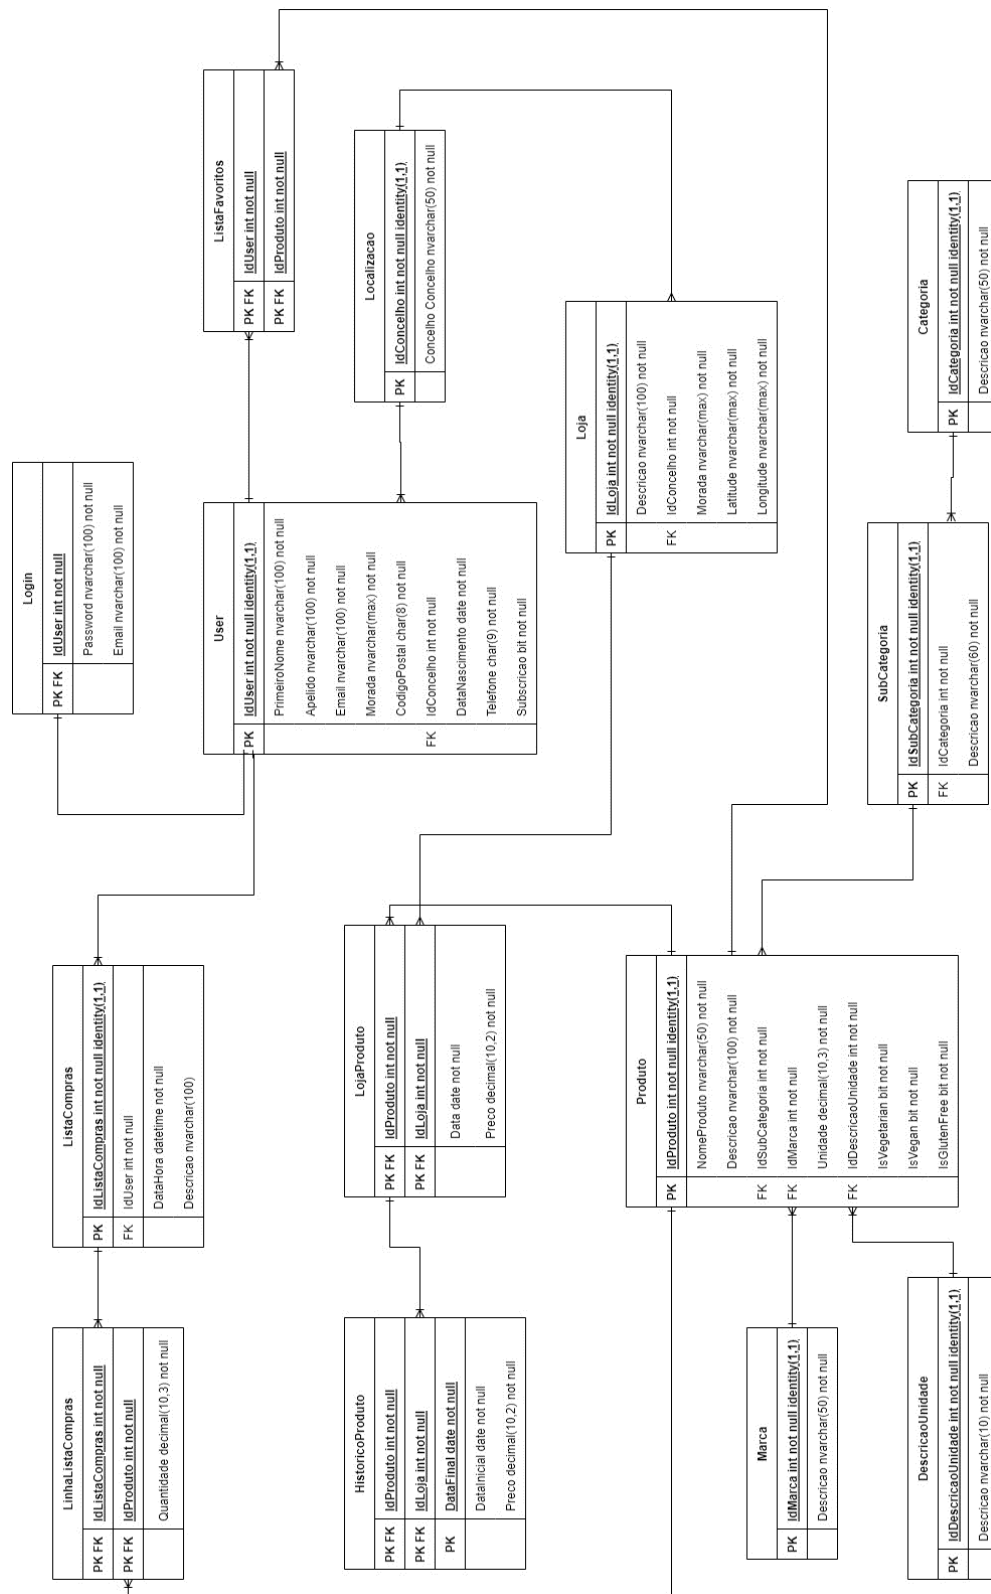 LinhaListaCompras
PK FK IdListaCompras int not null
PK FK IdProduto int not null
Quantidade decimal(10,3) not null
ListaCompras
PK IdListaCompras int not null identity(1,1)
FK IdUser int not null
DataHora datetime not null
Descricao nvarchar(100)
Login
PK FK IdUser int not null
Password nvarchar(100) not null
Email nvarchar(100) not null
User
PK IdUser int not null identity(1,1)
PrimeiroNome nvarchar(100) not null
Apelido nvarchar(100) not null
Email nvarchar(100) not null
Morada nvarchar(max) not null
CodigoPostal char(8) not null
FK IdConcelho int not null
DataNascimento date not null
Telefone char(9) not null
Subscricao bit not null
ListaFavoritos
PK FK IdUser int not null
PK FK IdProduto int not null
HistoricoProduto
PK FK IdProduto int not null
PK FK IdLoja int not null
PK DataFinal date not null
DataInicial date not null
Preco decimal(10,2) not null
LojaProduto
PK FK IdProduto int not null
PK FK IdLoja int not null
Data date not null
Preco decimal(10,2) not null
Localizacao
PK IdConcelho int not null identity(1,1)
Concelho Concelho nvarchar(50) not null
Loja
PK IdLoja int not null identity(1,1)
Descricao nvarchar(100) not null
FK IdConcelho int not null
Morada nvarchar(max) not null
Latitude nvarchar(max) not null
Longitude nvarchar(max) not null
Produto
PK IdProduto int not null identity(1,1)
NomeProduto nvarchar(50) not null
Descricao nvarchar(100) not null
FK IdSubCategoria int not null
FK IdMarca int not null
Unidade decimal(10,3) not null
FK IdDescricaoUnidade int not null
IsVegetarian bit not null
IsVegan bit not null
IsGlutenFree bit not null
Marca
PK IdMarca int not null identity(1,1)
Descricao nvarchar(50) not null
SubCategoria
PK IdSubCategoria int not null identity(1,1)
FK IdCategoria int not null
Descricao nvarchar(60) not null
DescricaoUnidade
PK IdDescricaoUnidade int not null identity(1,1)
Descricao nvarchar(10) not null
Categoria
PK IdCategoria int not null identity(1,1)
Descricao nvarchar(50) not null